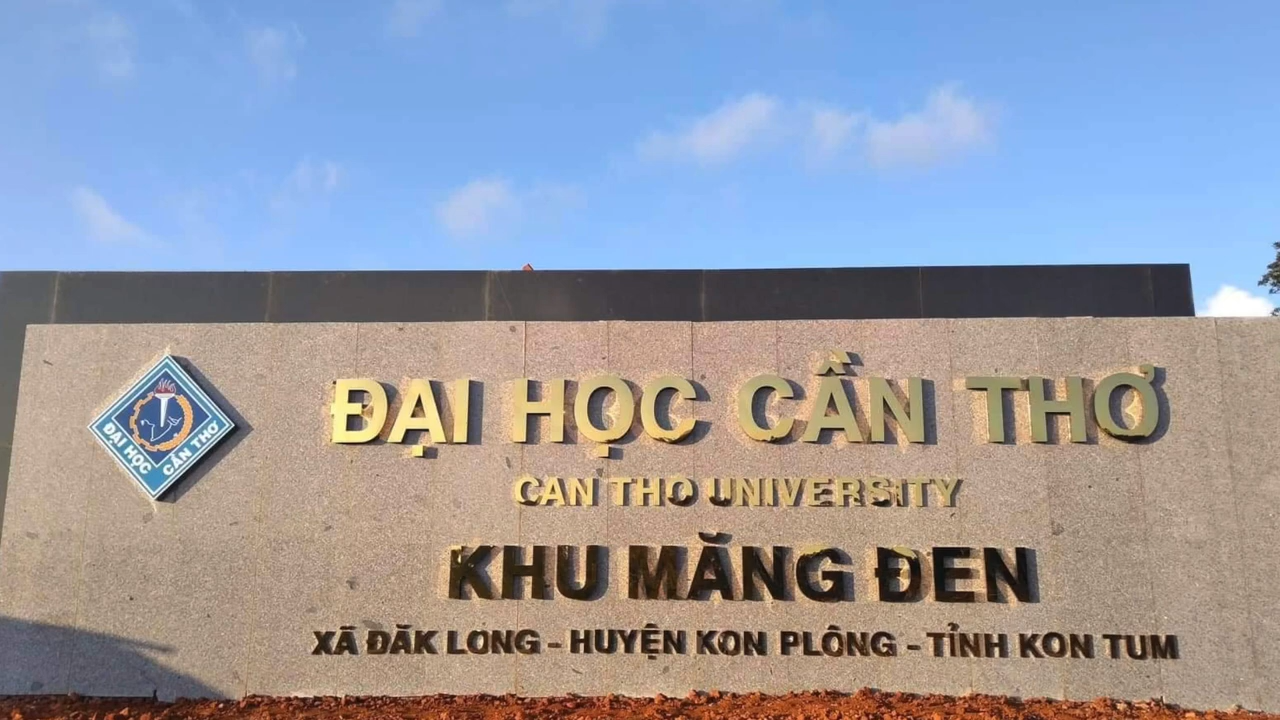 ĐẠI HỌC CẦN THƠ
ĐẠI HỌC CẦN THƠ
CAN THO UNIVERSITY
KHU MĂNG ĐEN
XÃ ĐĂK LONG - HUYỆN KON PLÔNG - TỈNH KON TUM